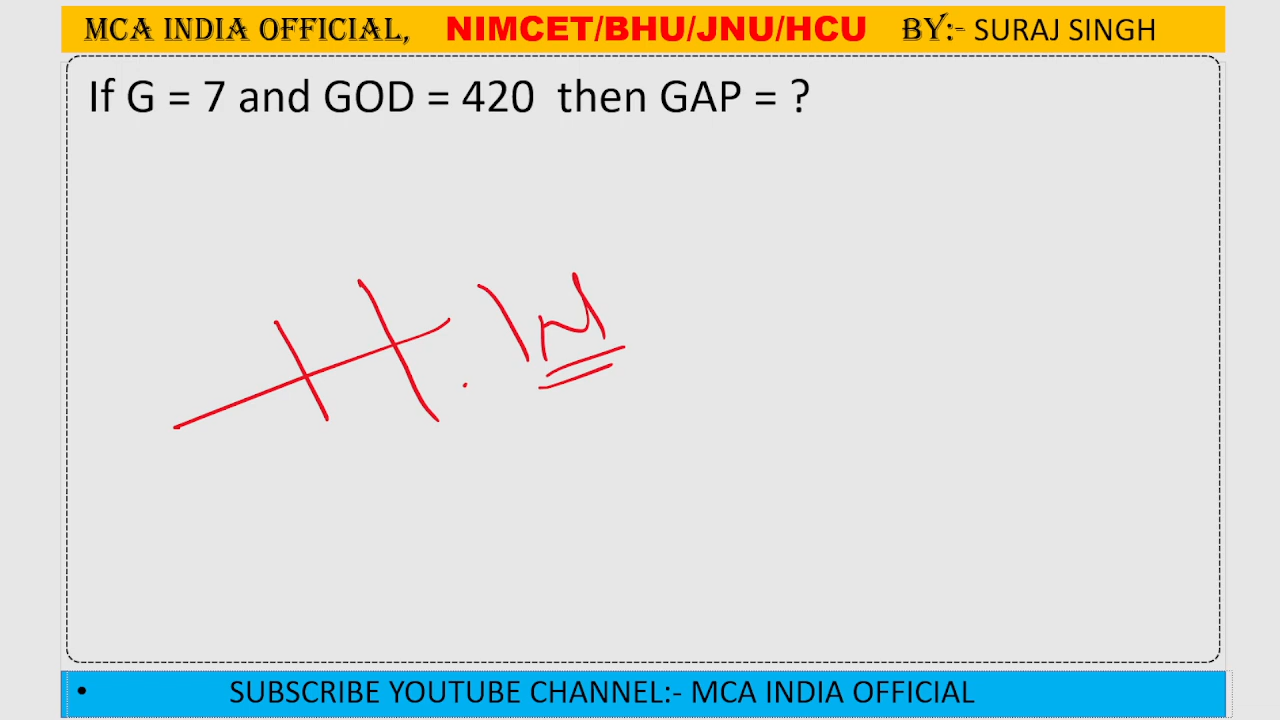 MCA INDIA OFFICIAL, NIMCET/BHU/JNU/HCU BY:- SURAJ SINGH
If G = 7 and GOD = 420 then GAP = ?
H.W
• SUBSCRIBE YOUTUBE CHANNEL:- MCA INDIA OFFICIAL